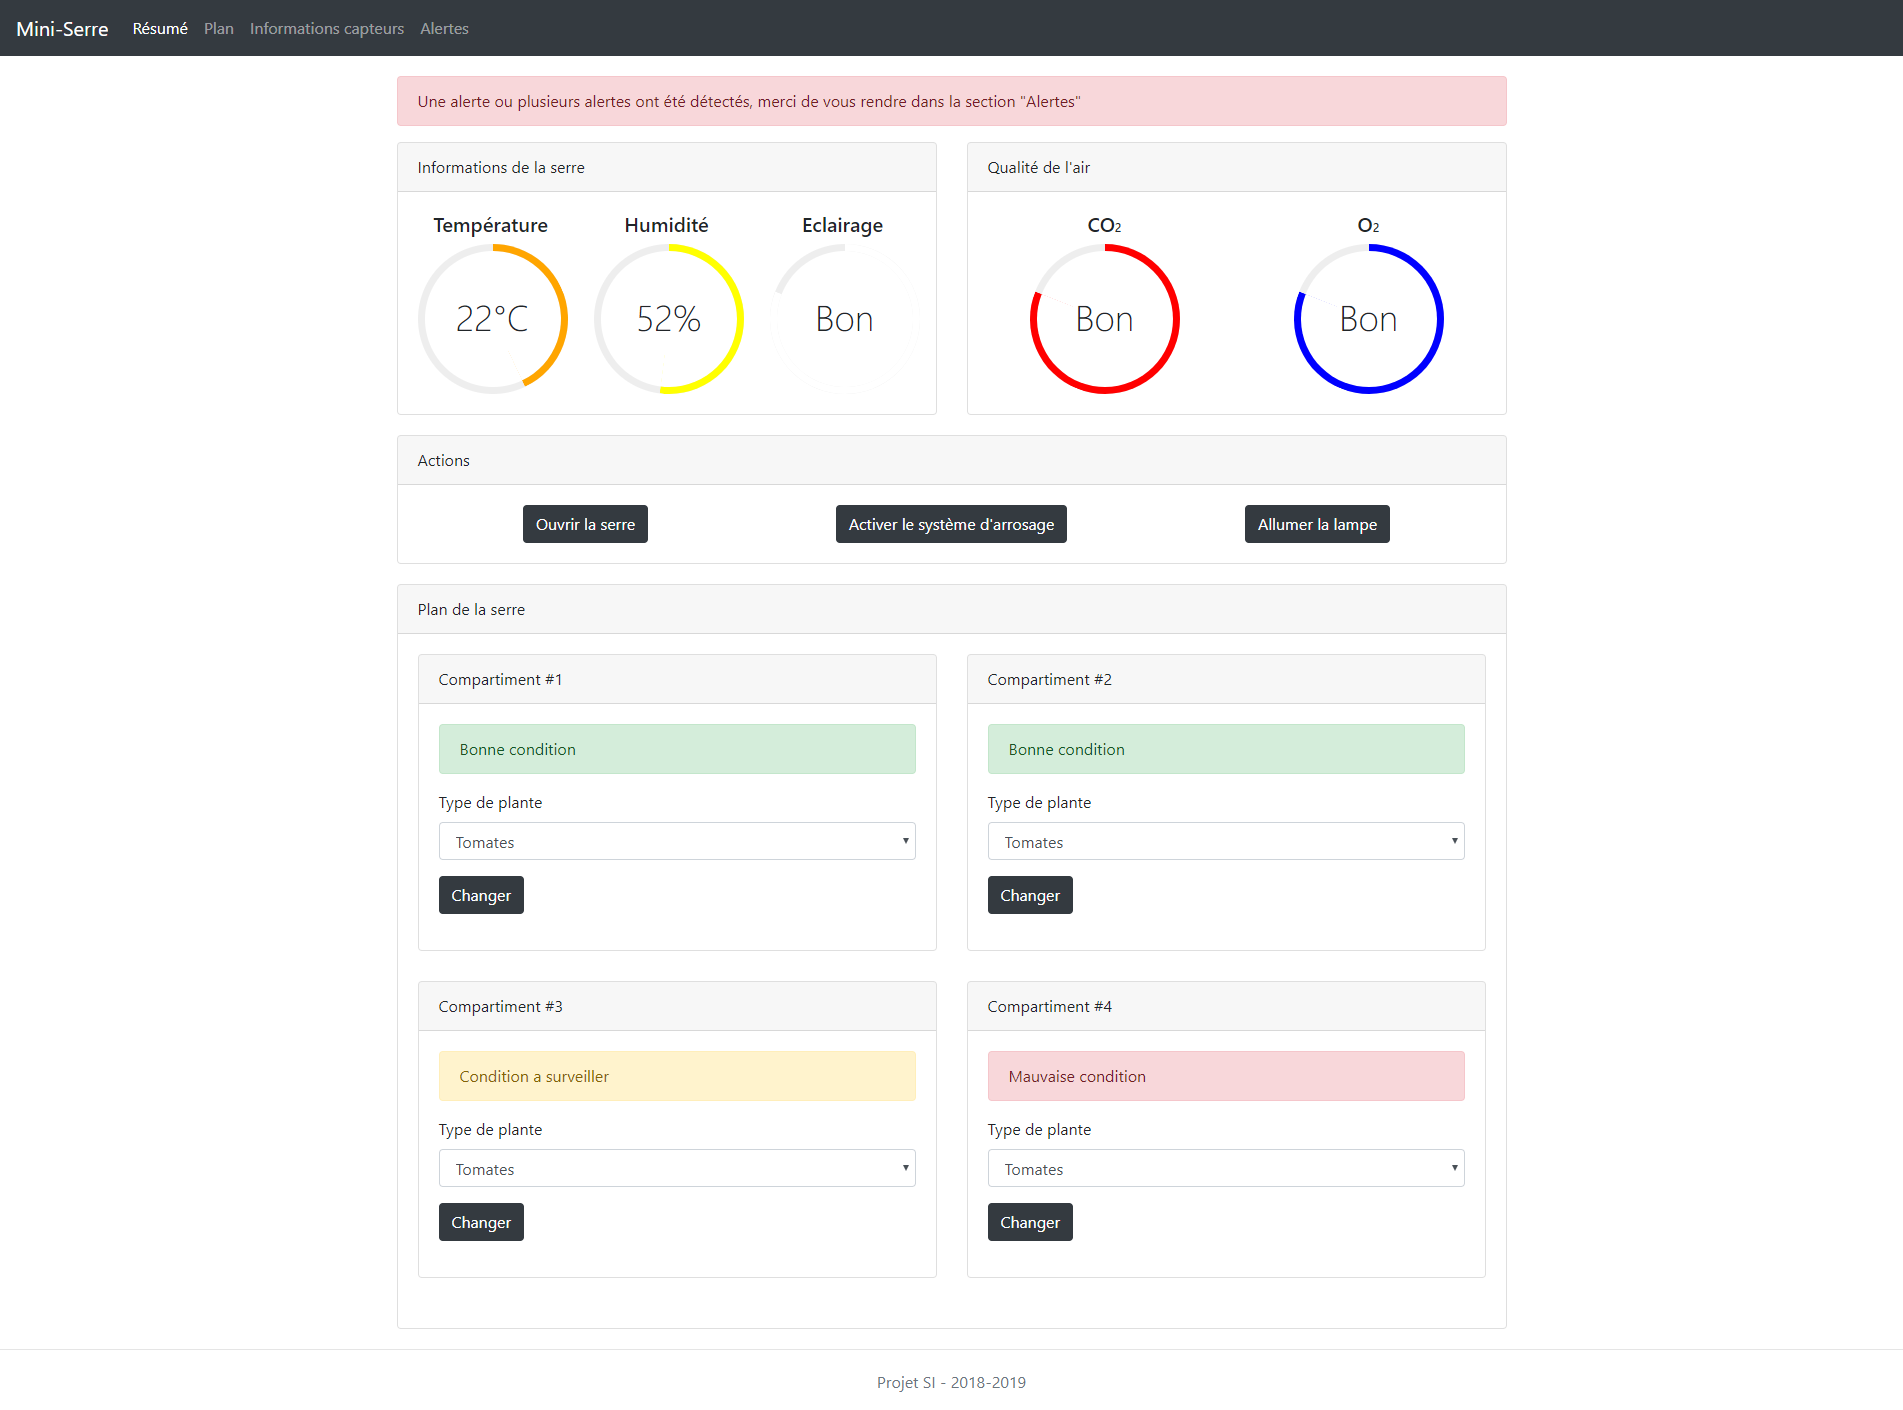 Mini-Serre Résumé Plan Informations capteurs Alertes
Une alerte ou plusieurs alertes ont été détectés, merci de vous rendre dans la section "Alertes"
Informations de la serre
Température Humidité Eclairage
22°C 52% Bon
Qualité de l'air
CO2 O2
Bon Bon
Actions
Ouvrir la serre Activer le système d'arrosage Allumer la lampe
Plan de la serre
Compartiment #1
Bonne condition
Type de plante
Tomates
Changer
Compartiment #2
Bonne condition
Type de plante
Tomates
Changer
Compartiment #3
Condition a surveiller
Type de plante
Tomates
Changer
Compartiment #4
Mauvaise condition
Type de plante
Tomates
Changer
Projet SI - 2018-2019